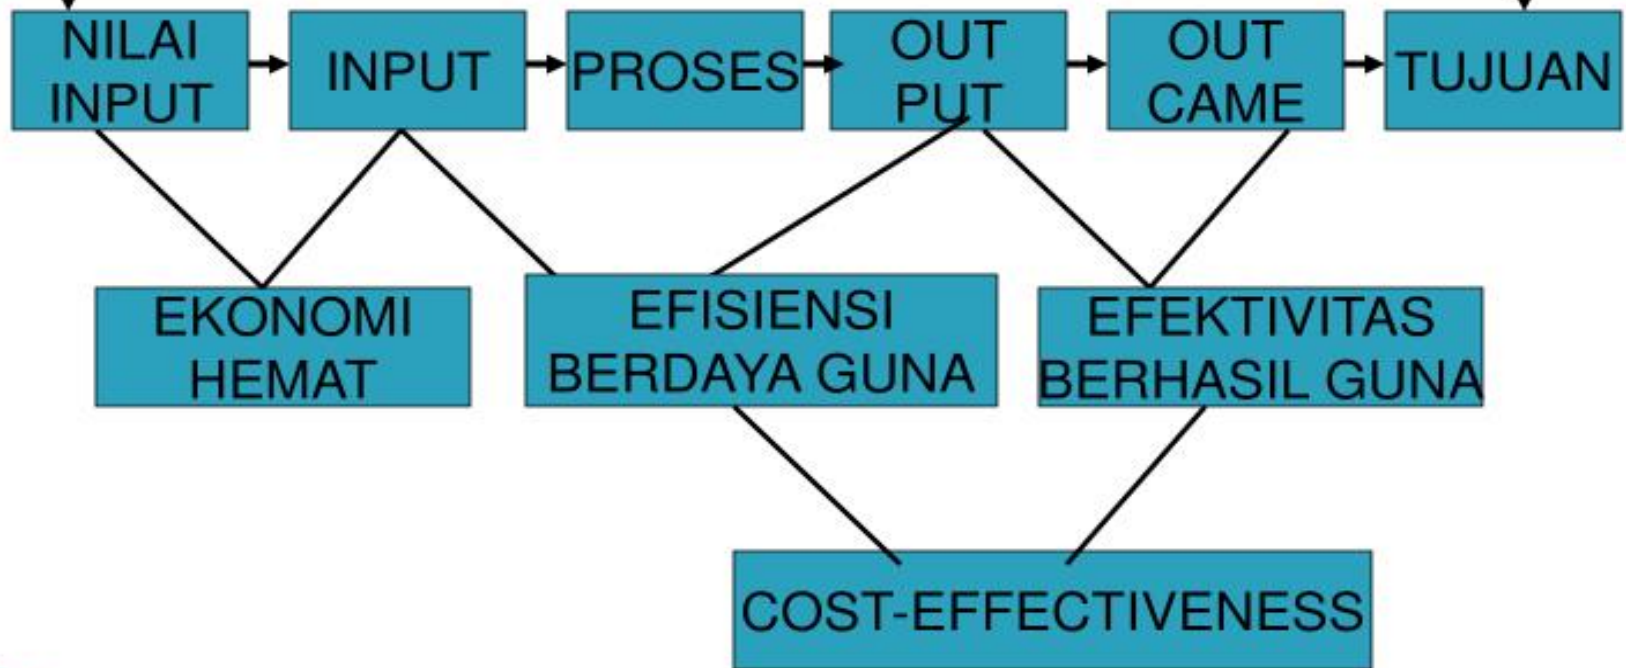 NILAI
INPUT
INPUT
PROSES
OUT
PUT
OUT
CAME
TUJUAN
EKONOMI
HEMAT
EFISIENSI
BERDAYA GUNA
EFEKTIVITAS
BERHASIL GUNA
COST-EFFECTIVENESS